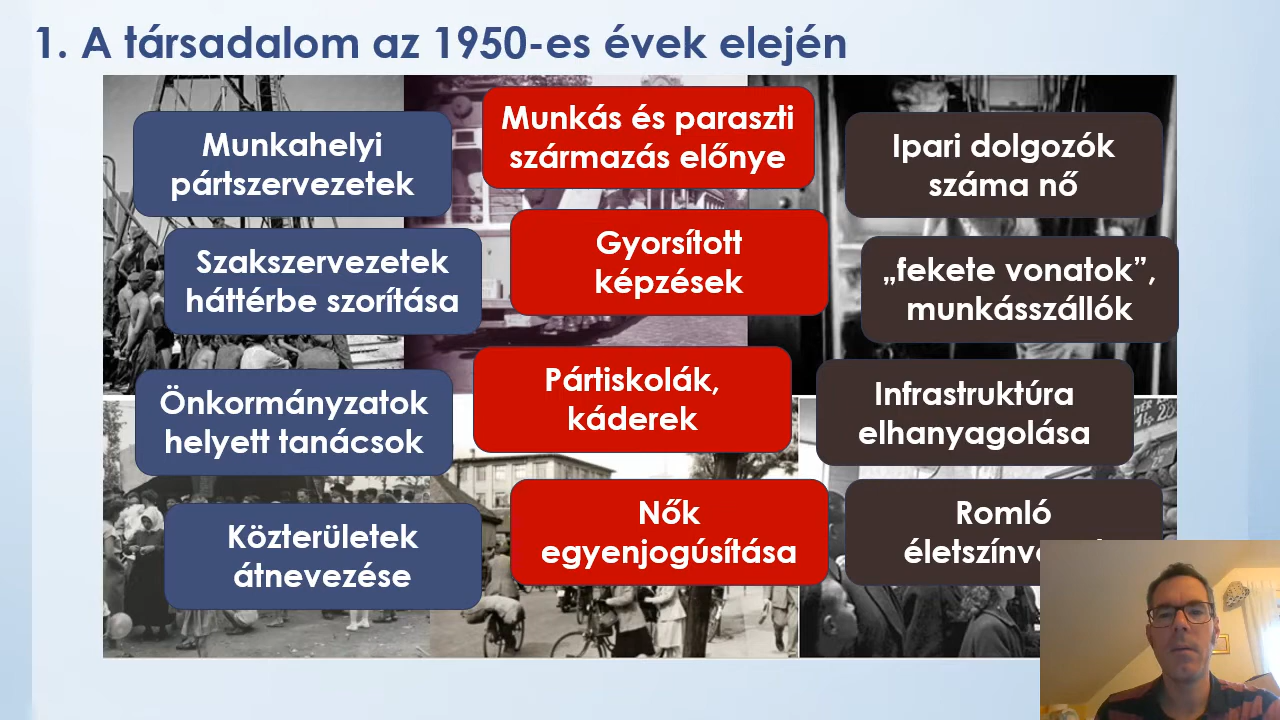 1. A társadalom az 1950-es évek elején
Munkahelyi
pártszervezetek
Szakszervezetek
háttérbe szorítása
Önkormányzatok
helyett tanácsok
Közterületek
átnevezése
Munkás és paraszti
származás előnye
Gyorsított
képzések
Pártiskolák,
káderek
Nők
egyenjogúsítása
Ipari dolgozók
száma nő
„fekete vonatok”,
munkásszállók
Infrastruktúra
elhanyagolása
Romló